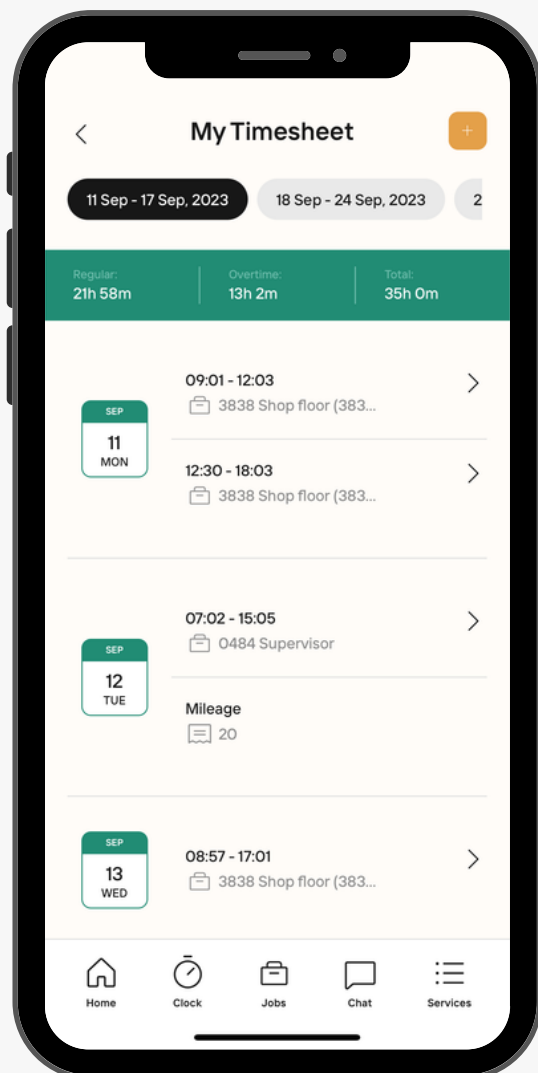 My Timesheet
+
11 Sep - 17 Sep, 2023
18 Sep - 24 Sep, 2023
2
Regular:
Overtime:
Total:
21h 58m
13h 2m
35h 0m
SEP
11
MON
09:01 - 12:03
3838 Shop floor (383...
12:30 - 18:03
3838 Shop floor (383...
SEP
12
TUE
07:02 - 15:05
0484 Supervisor
Mileage
20
SEP
13
WED
08:57 - 17:01
3838 Shop floor (383...
Home
Clock
Jobs
Chat
Services